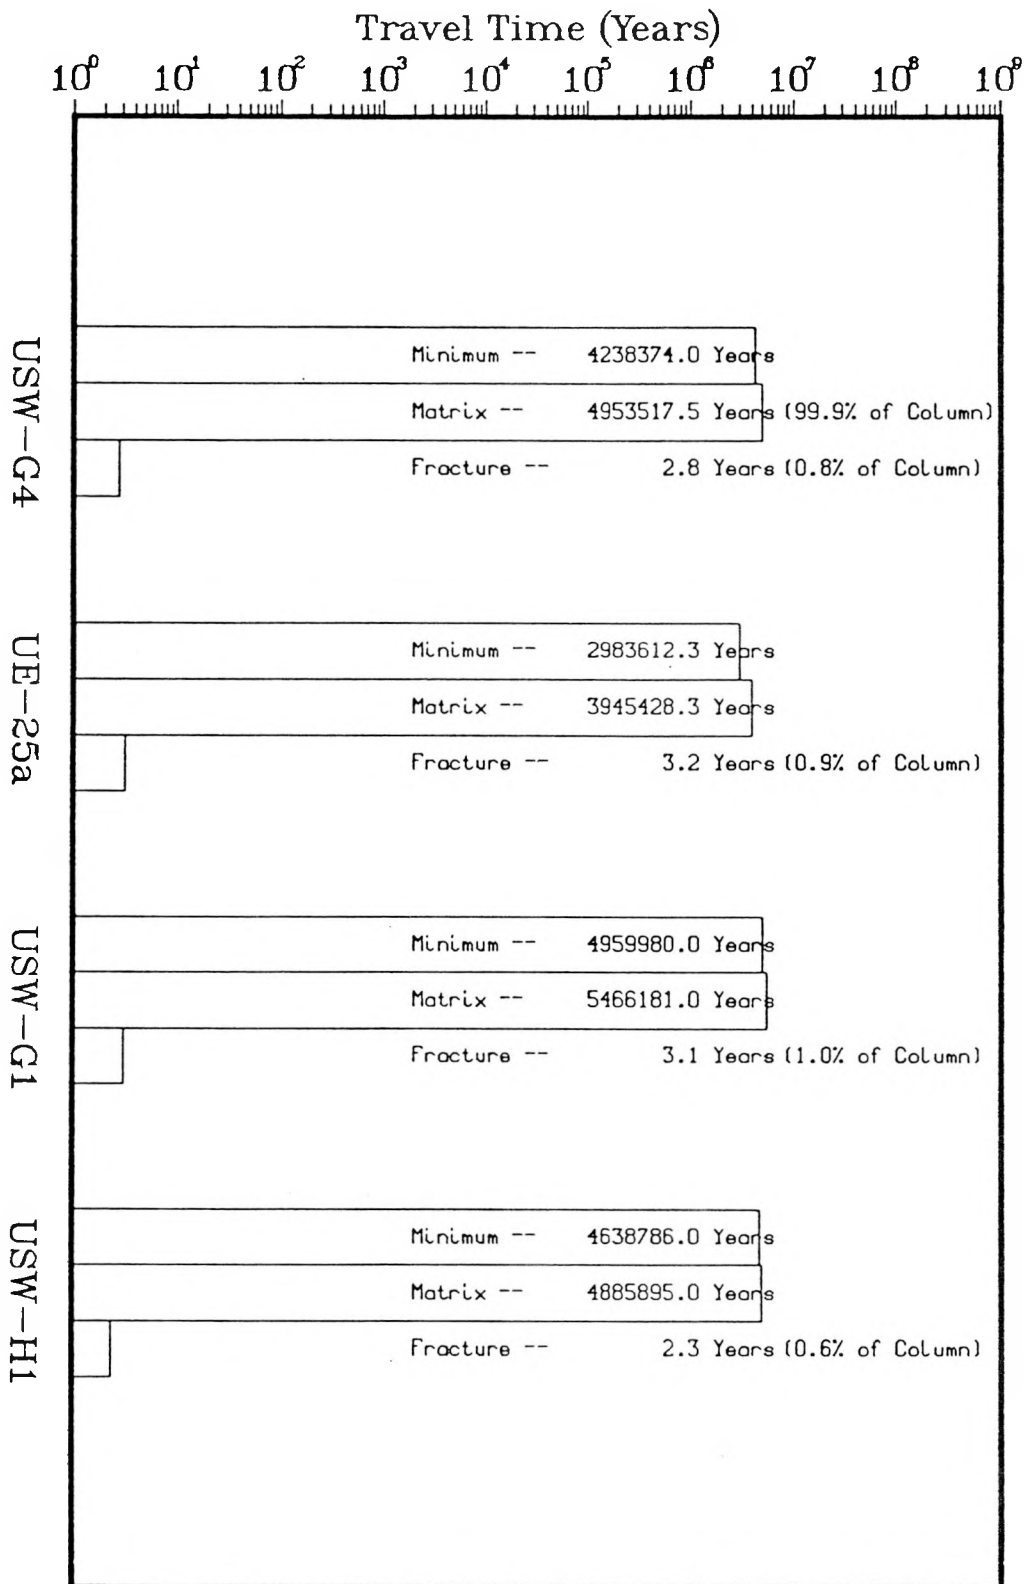 Travel Time (Years)
10⁰ 10¹ 10² 10³ 10⁴ 10⁵ 10⁶ 10⁷ 10⁸ 10⁹
USW-G4
Minimum -- 4238374.0 Years
Matrix -- 4953517.5 Years (99.9% of Column)
Fracture -- 2.8 Years (0.8% of Column)
UE-25a
Minimum -- 2983612.3 Years
Matrix -- 3945428.3 Years
Fracture -- 3.2 Years (0.9% of Column)
USW-G1
Minimum -- 4959980.0 Years
Matrix -- 5466181.0 Years
Fracture -- 3.1 Years (1.0% of Column)
USW-H1
Minimum -- 4638786.0 Years
Matrix -- 4885895.0 Years
Fracture -- 2.3 Years (0.6% of Column)